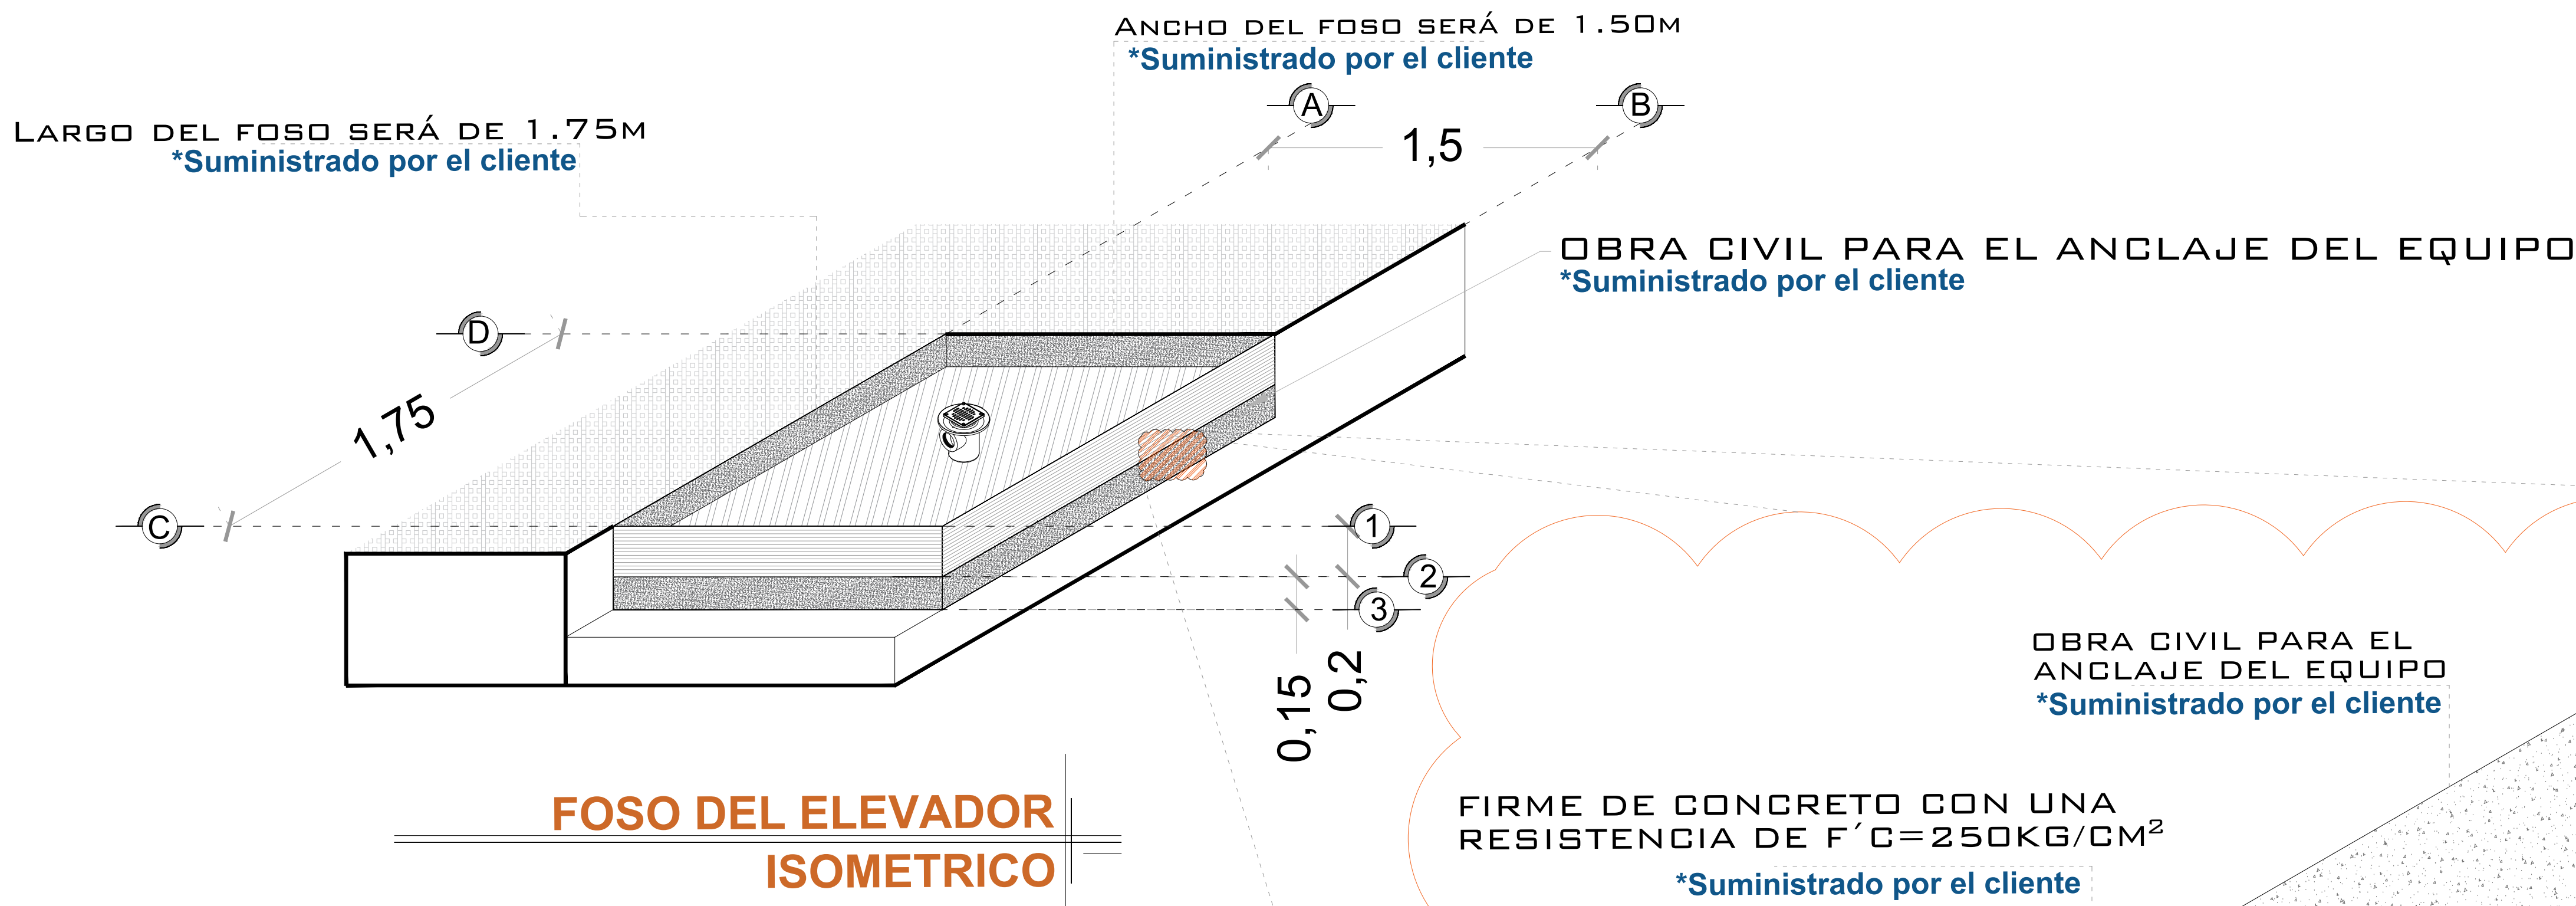 ANCHO DEL FOSO SERÁ DE 1.50M
*Suministrado por el cliente
A
B
1,5
LARGO DEL FOSO SERÁ DE 1.75M
*Suministrado por el cliente
OBRA CIVIL PARA EL ANCLAJE DEL EQUIPO
*Suministrado por el cliente
D
1,75
C
1
2
3
0,15
0,2
OBRA CIVIL PARA EL
ANCLAJE DEL EQUIPO
*Suministrado por el cliente
FIRME DE CONCRETO CON UNA
RESISTENCIA DE F´C=250KG/CM²
*Suministrado por el cliente
FOSO DEL ELEVADOR
ISOMETRICO